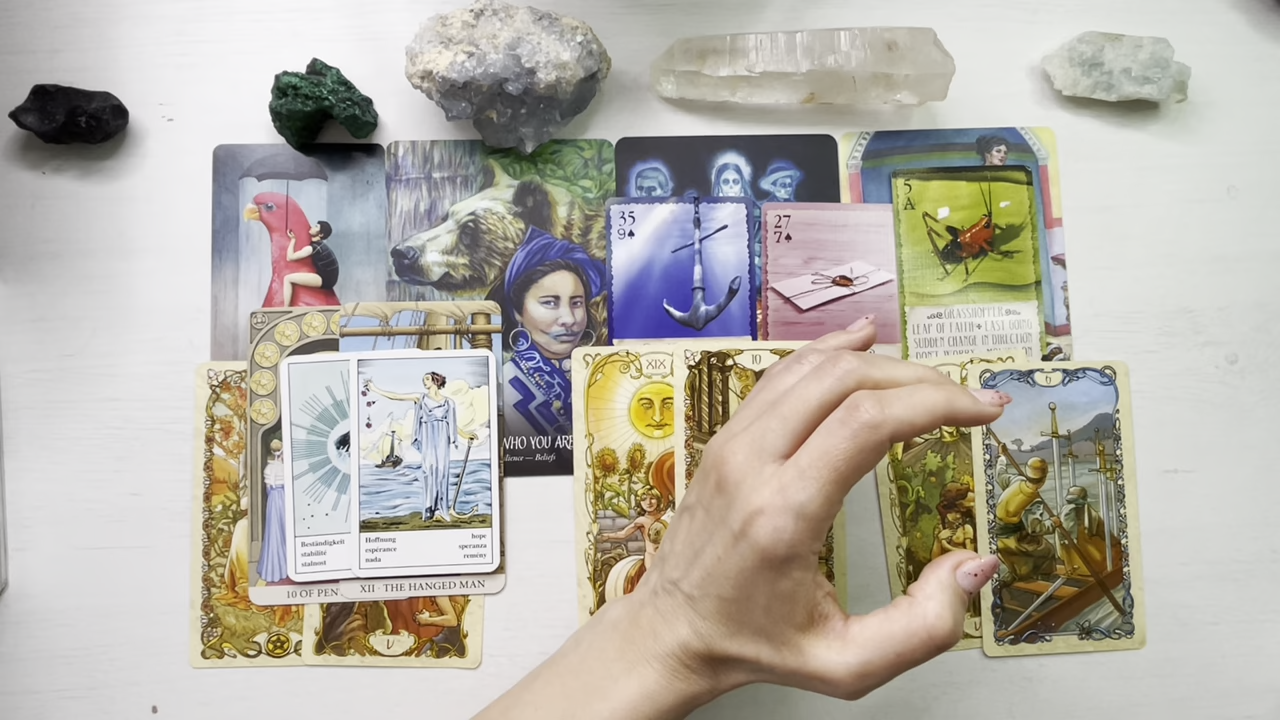 35
9♠
27
7♠
5
A
GRASSHOPPER
LEAP OF FAITH ✦ LAST GOING
SUDDEN CHANGE IN DIRECTION
DON'T WORRY
WHO YOU ARE
Beliefs
XIX
10
Beständigkeit
stabilité
stalnost
Hoffnung
espérance
nada
hope
speranza
remény
10 OF PEN
XII · THE HANGED MAN
V